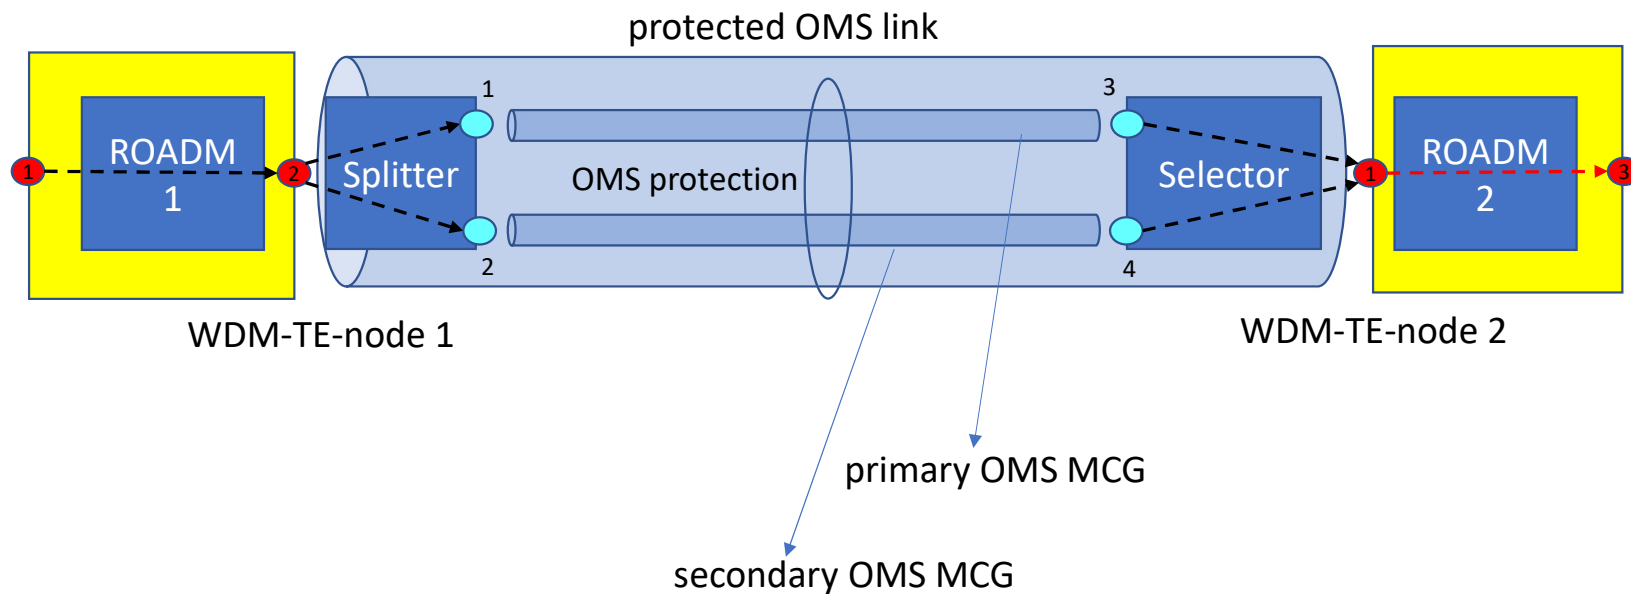 protected OMS link
1
3
ROADM
1
1
2
Splitter
OMS protection
Selector
1
ROADM
2
3
2
4
WDM-TE-node 1
WDM-TE-node 2
primary OMS MCG
secondary OMS MCG